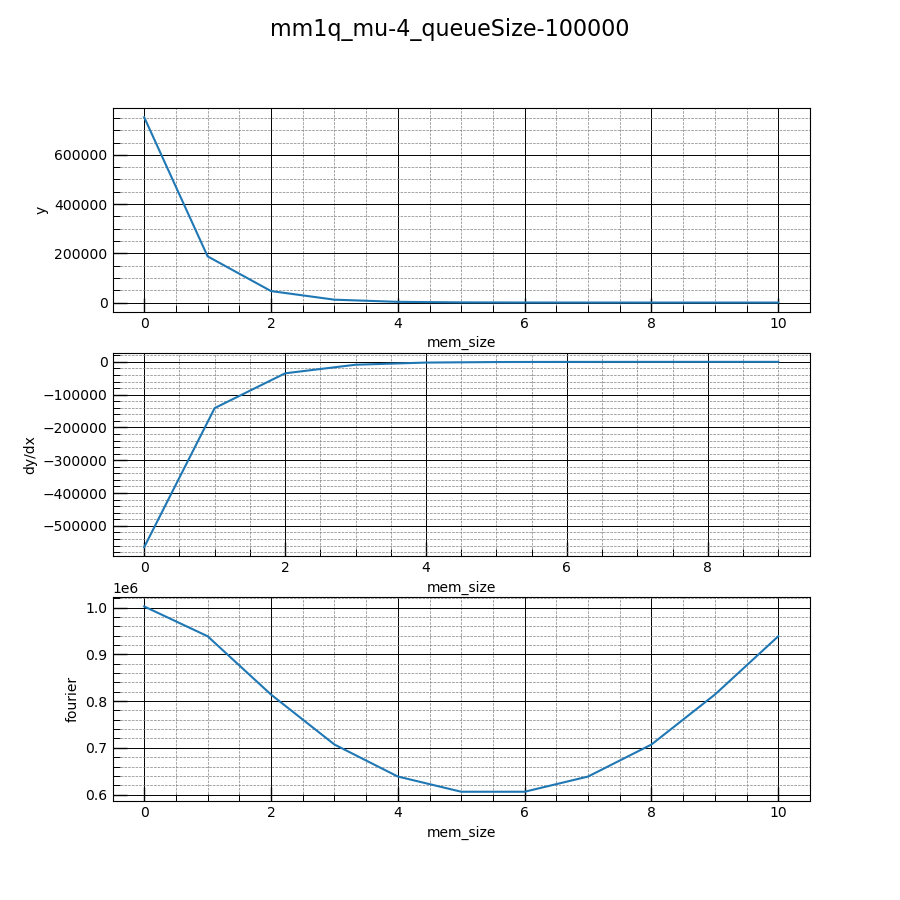 mm1q_mu-4_queueSize-100000
y
600000
400000
200000
0
0 2 4 6 8 10
mem_size
dy/dx
0
−100000
−200000
−300000
−400000
−500000
0 2 4 6 8
mem_size
1e6
fourier
1.0
0.9
0.8
0.7
0.6
0 2 4 6 8 10
mem_size